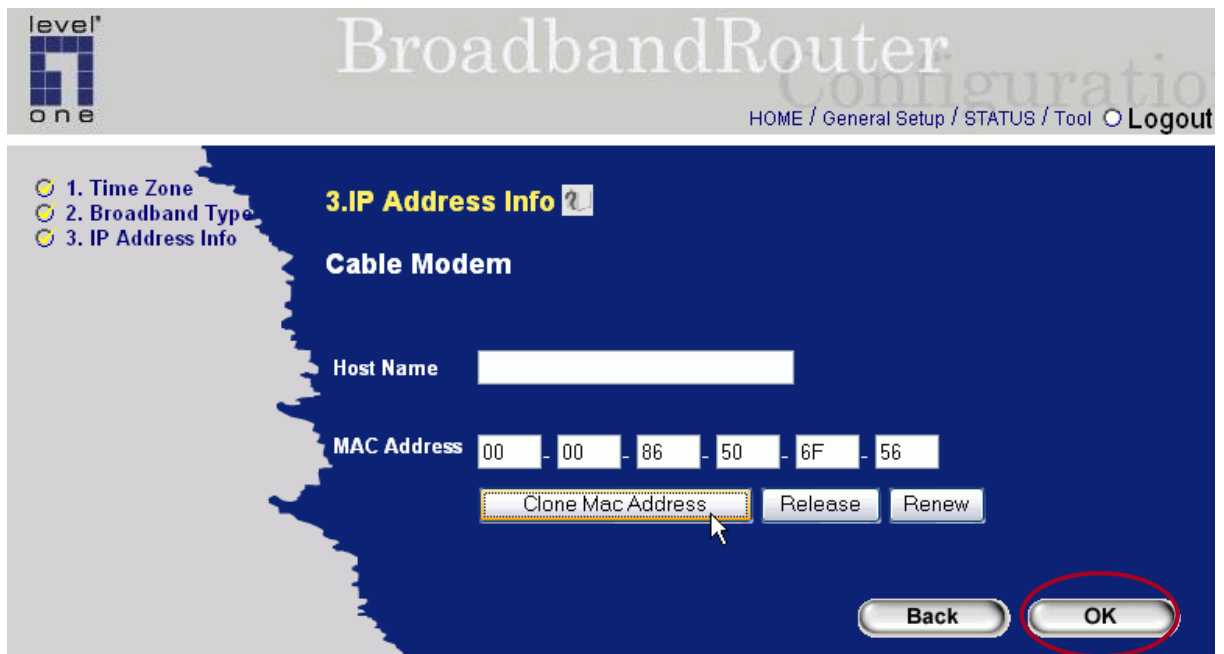 level
one
BroadbandRouter
Configuratio
HOME / General Setup / STATUS / Tool Logout
1. Time Zone
2. Broadband Type
3. IP Address Info
3.IP Address Info
Cable Modem
Host Name
MAC Address 00 - 00 - 86 - 50 - 6F - 56
Clone Mac Address Release Renew
Back OK